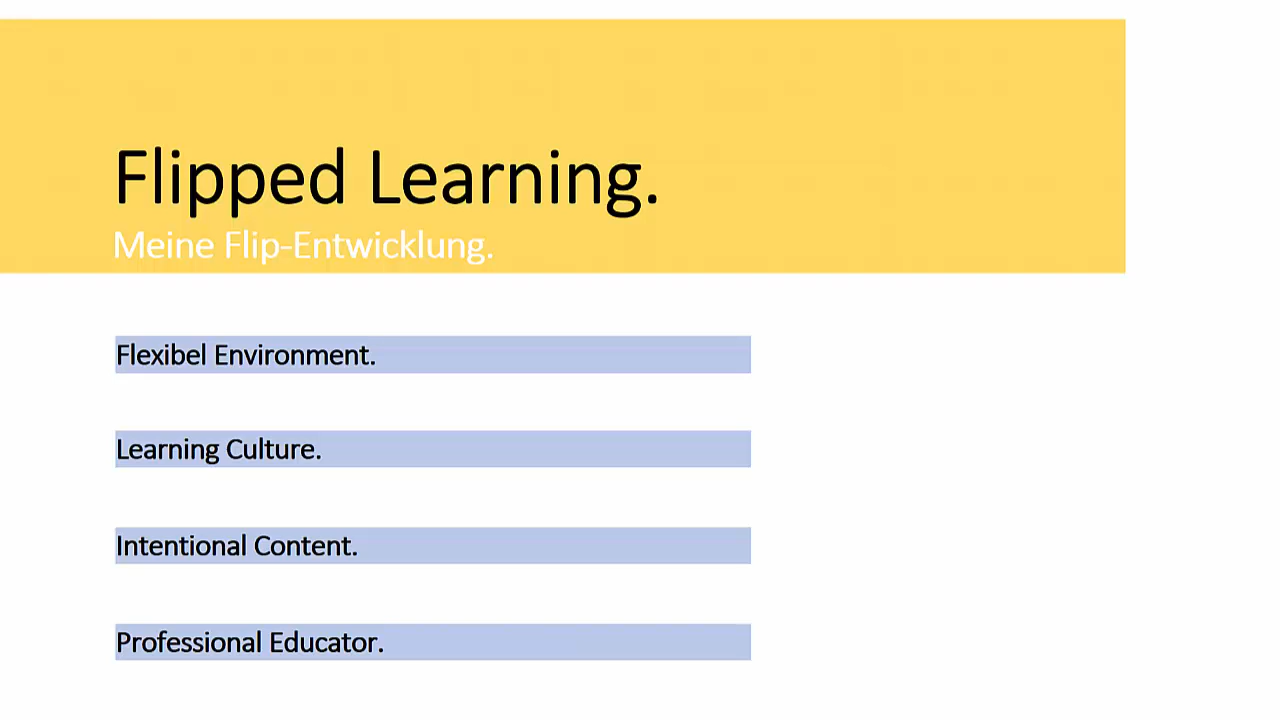 Flipped Learning.
Meine Flip-Entwicklung.
Flexibel Environment.
Learning Culture.
Intentional Content.
Professional Educator.